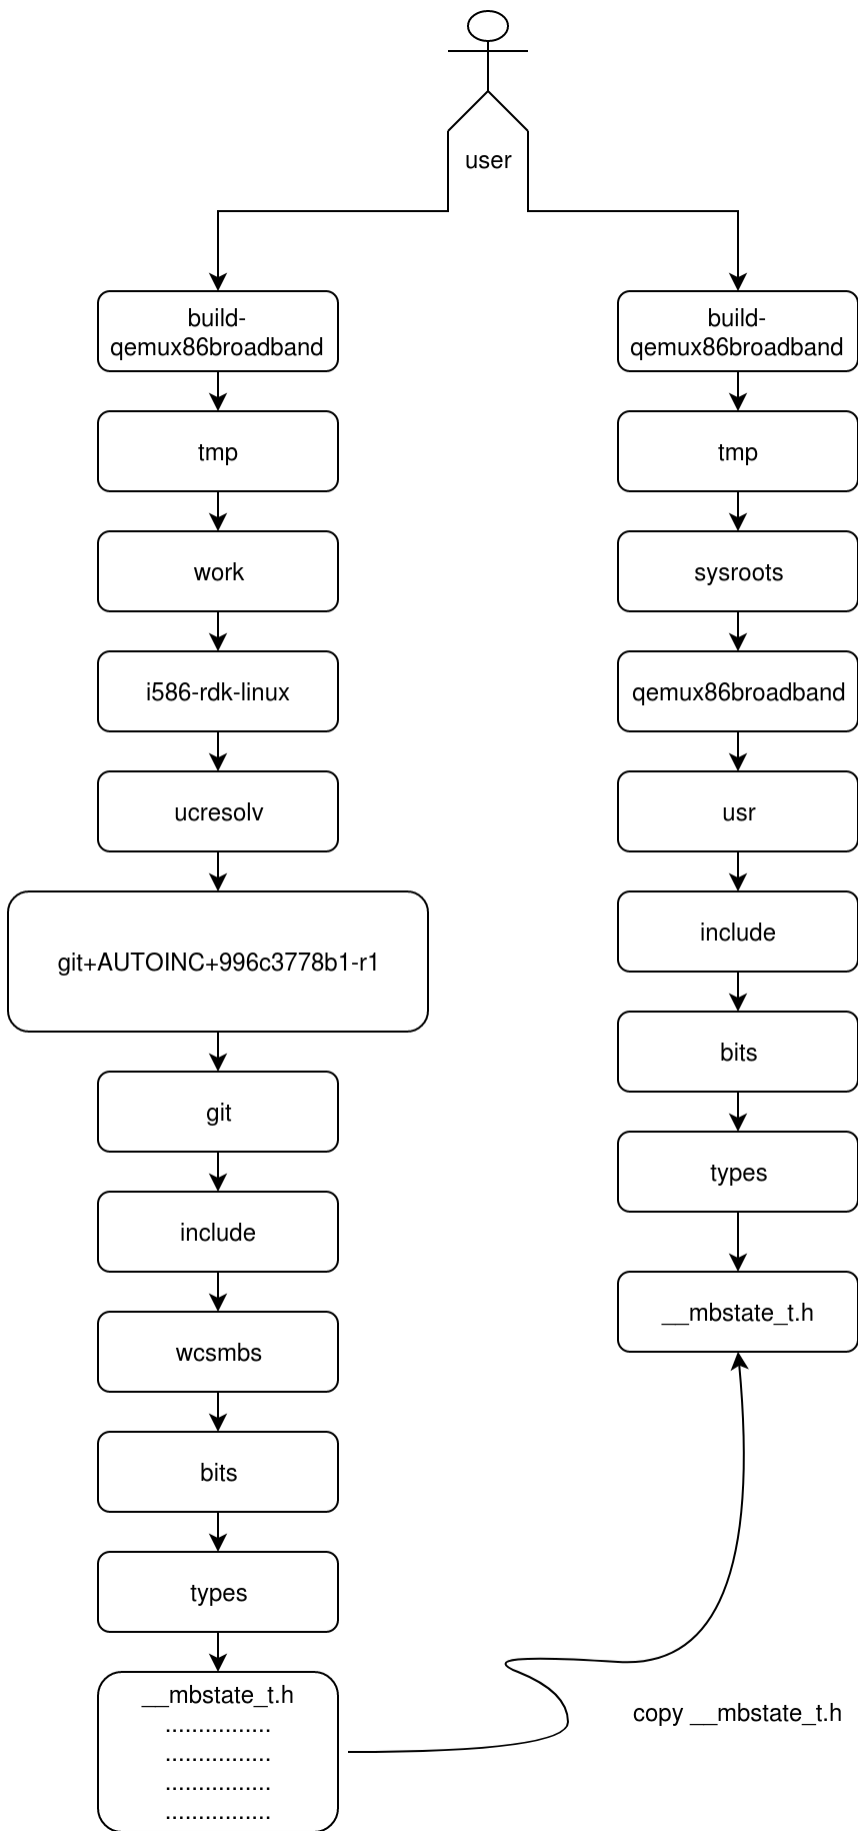 user
build-
qemux86broadband
tmp
work
i586-rdk-linux
ucresolv
git+AUTOINC+996c3778b1-r1
git
include
wcsmbs
bits
types
__mbstate_t.h
................
................
................
................
build-
qemux86broadband
tmp
sysroots
qemux86broadband
usr
include
bits
types
__mbstate_t.h
copy __mbstate_t.h